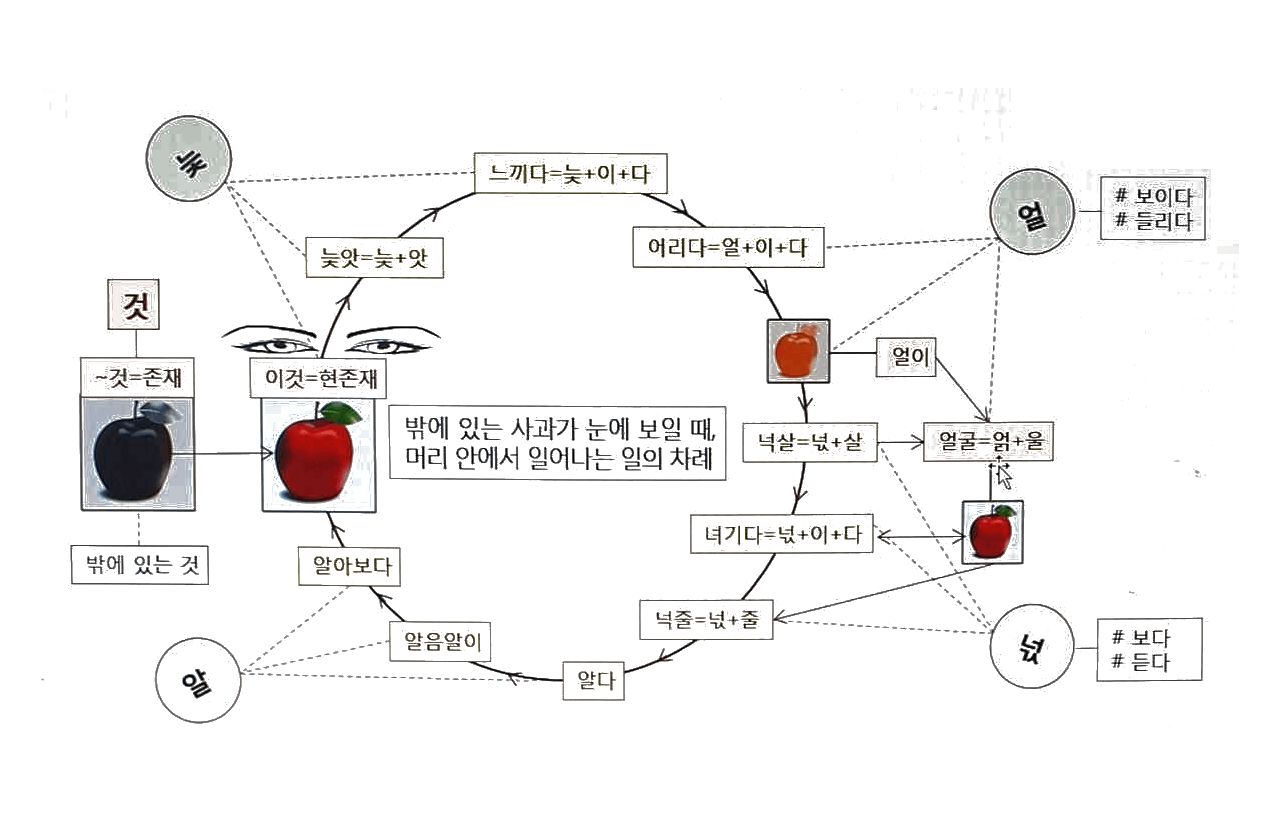 늦
느끼다=늦+이+다
얼
# 보이다
# 들리다
늦앗=늦+앗
어리다=얼+이+다
것
~것=존재
이것=현존재
얼이
밖에 있는 사과가 눈에 보일 때,
머리 안에서 일어나는 일의 차례
넉살=넋+살
얼굴=얽+울
녀기다=넋+이+다
밖에 있는 것
알아보다
넉줄=넋+줄
알음알이
알다
알
넋
# 보다
# 듣다